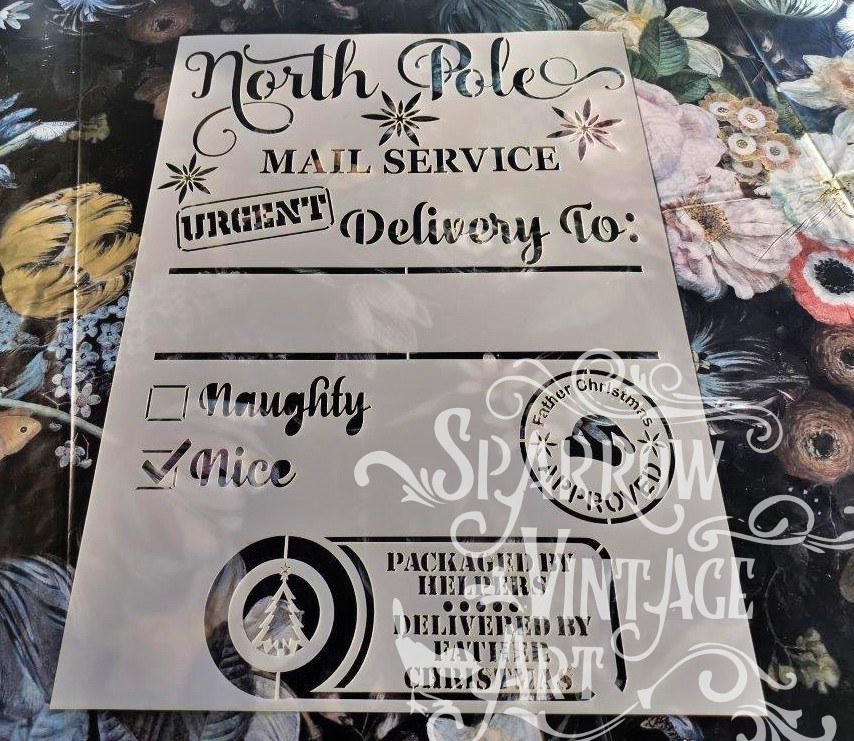 North Pole
MAIL SERVICE
URGENT Delivery To:
Naughty
Nice
Father Christmas
APPROVED
PACKAGED BY
HELPERS
DELIVERED BY
FATHER
CHRISTMAS
SPARROW
VINTAGE
ART